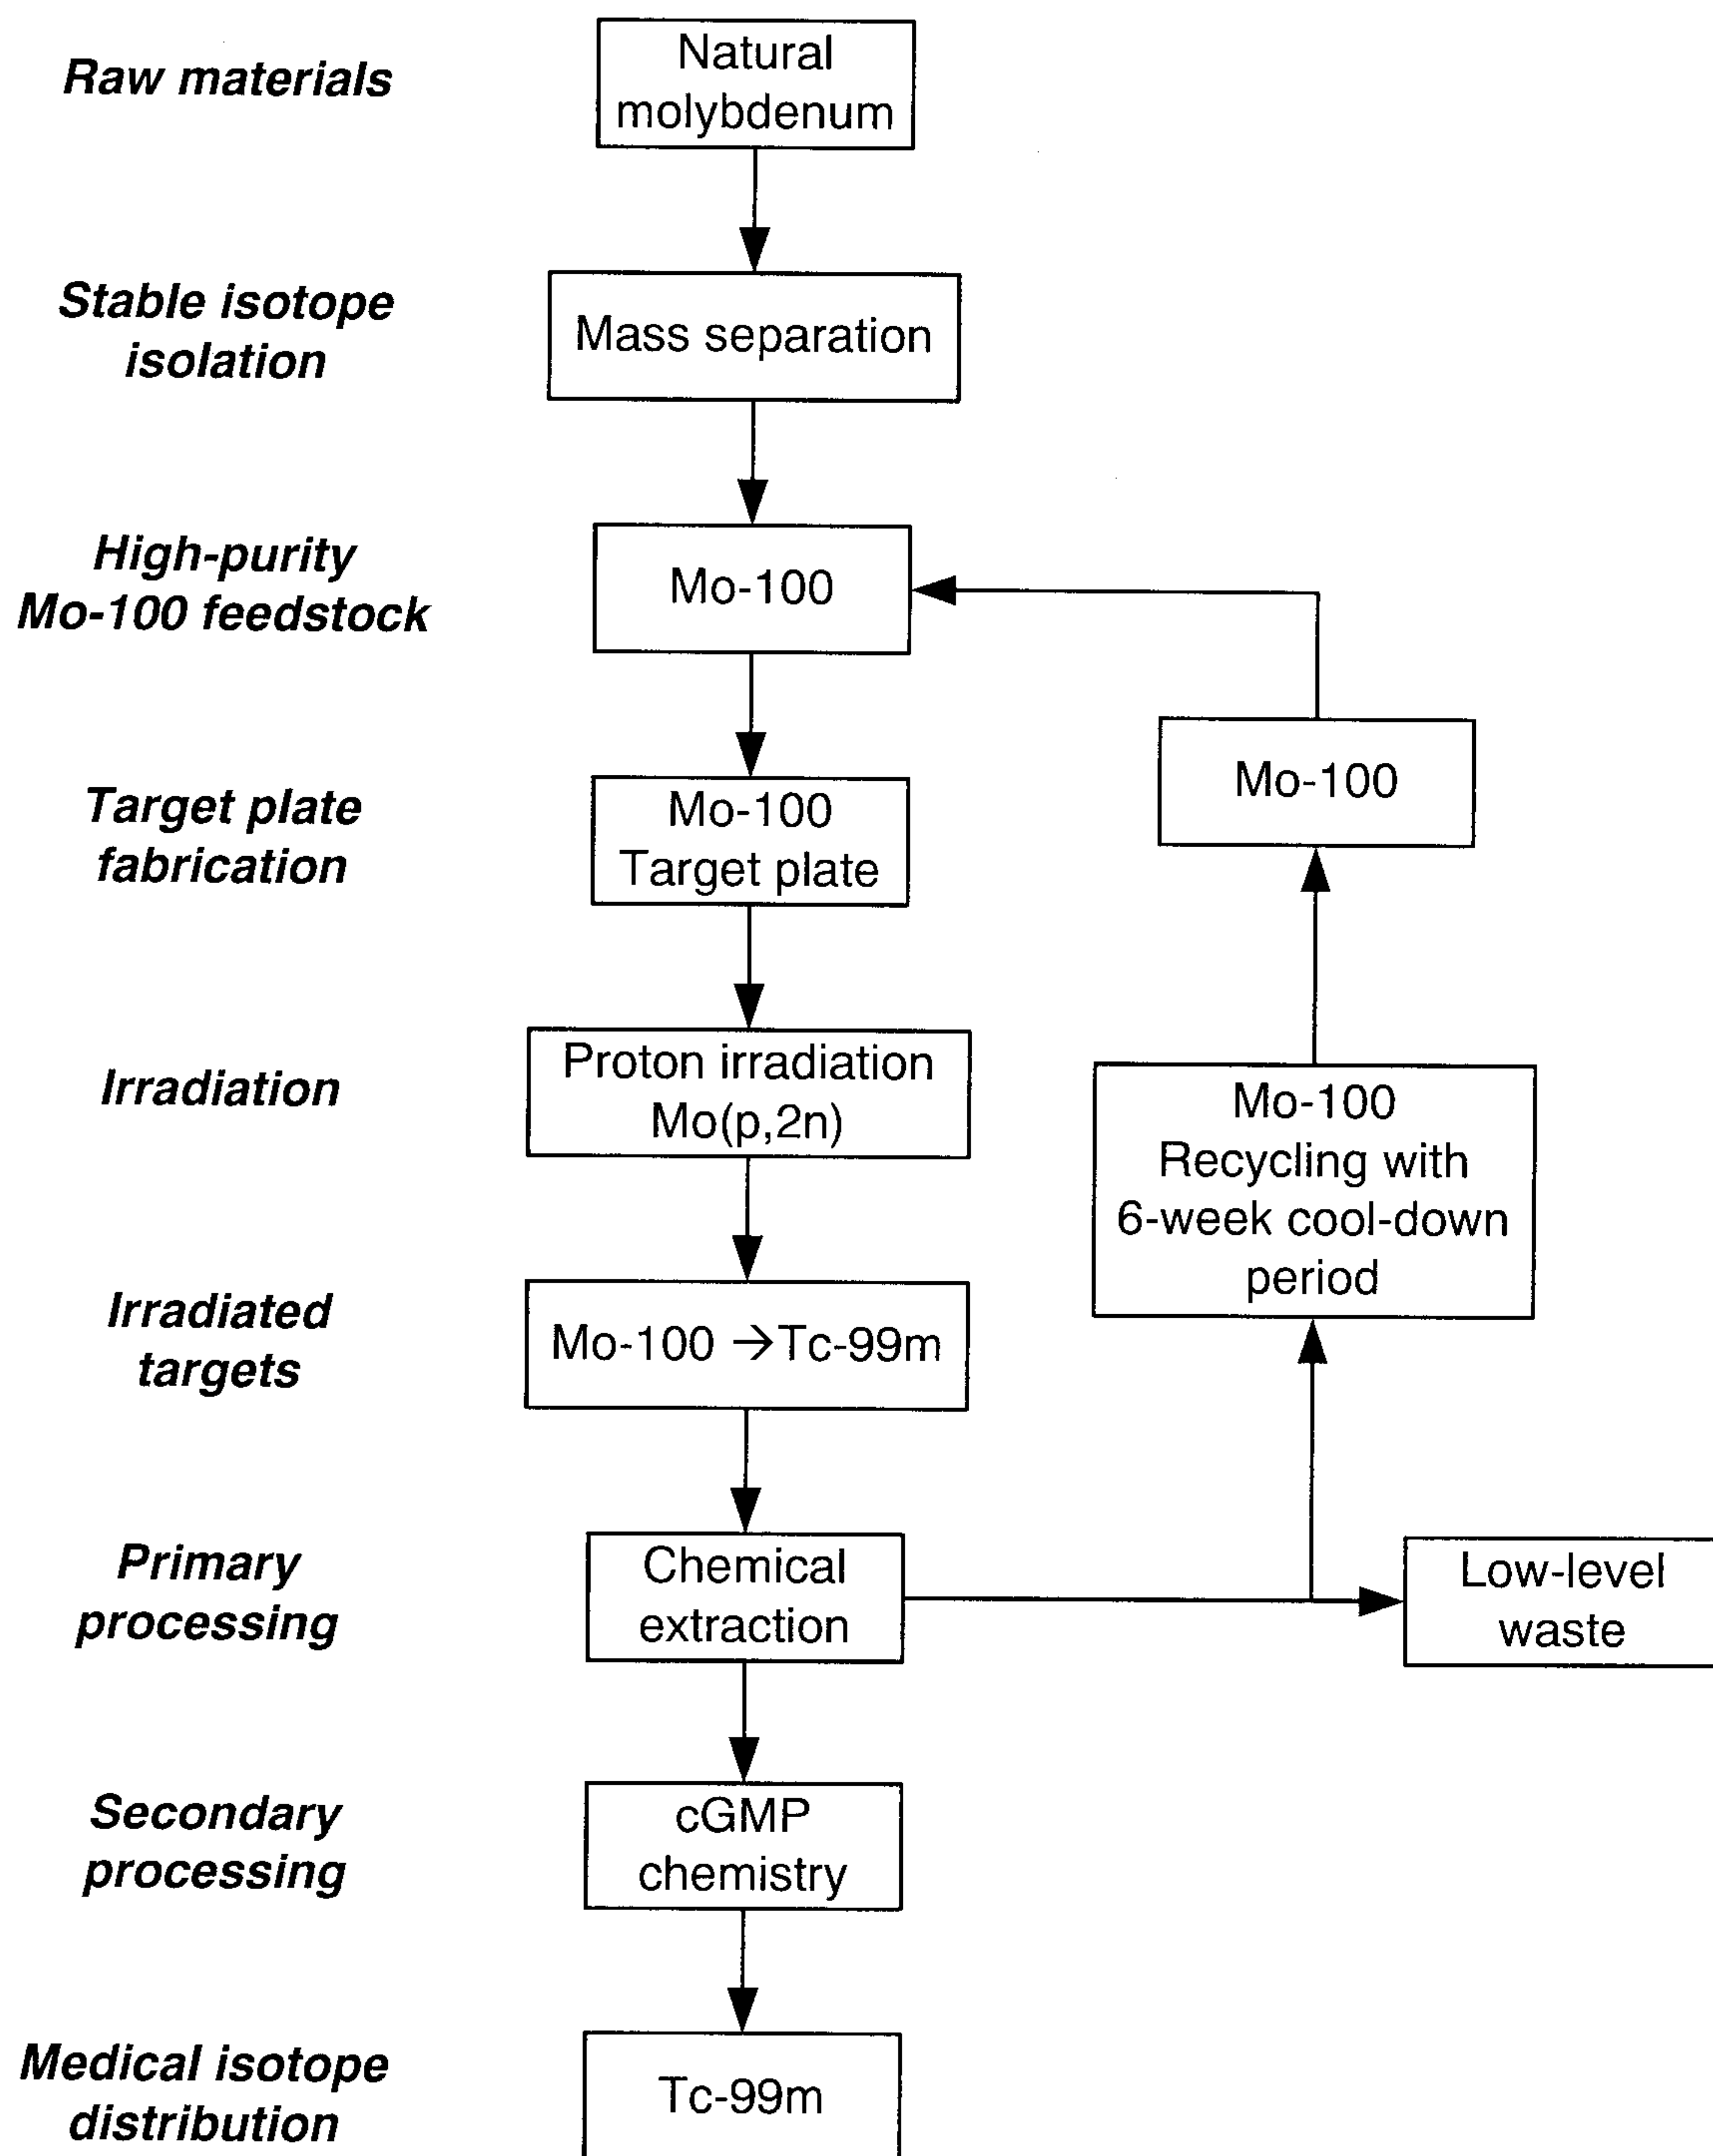 Raw materials
Natural
molybdenum
Stable isotope
isolation
Mass separation
High-purity
Mo-100 feedstock
Mo-100
Target plate
fabrication
Mo-100
Target plate
Mo-100
Irradiation
Proton irradiation
Mo(p,2n)
Mo-100
Recycling with
6-week cool-down
period
Irradiated
targets
Mo-100 →Tc-99m
Primary
processing
Chemical
extraction
Low-level
waste
Secondary
processing
cGMP
chemistry
Medical isotope
distribution
Tc-99m